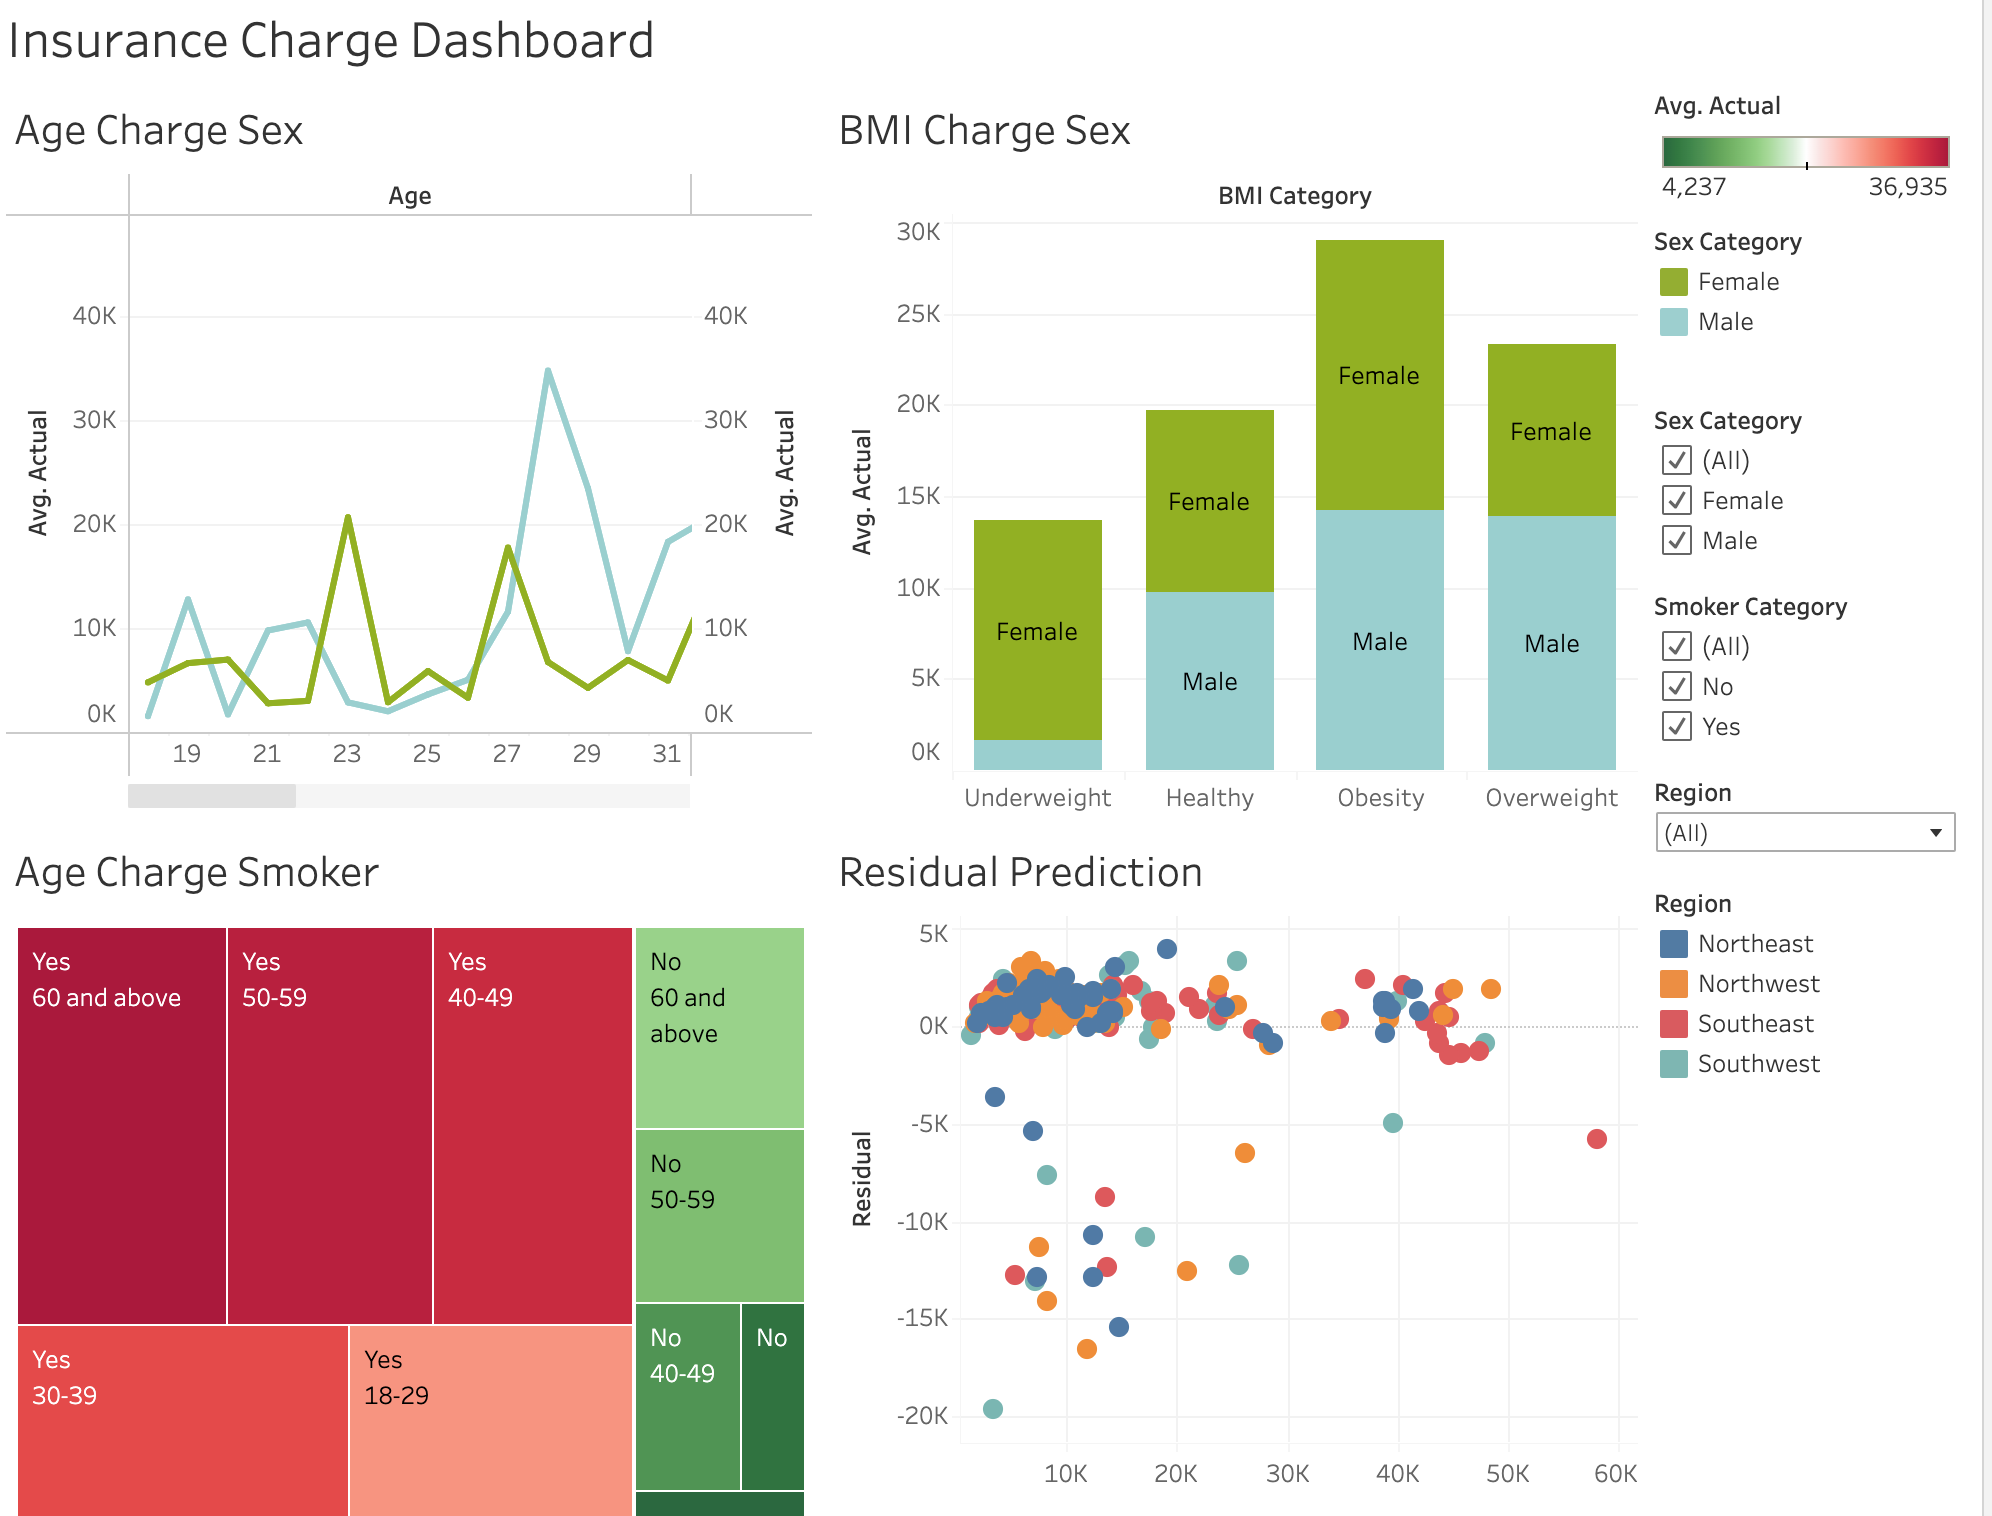 Insurance Charge Dashboard
Age Charge Sex
Age
40K
30K
20K
10K
0K
Avg. Actual
40K
30K
20K
10K
0K
Avg. Actual
19 21 23 25 27 29 31
BMI Charge Sex
BMI Category
30K
25K
20K
15K
10K
5K
0K
Avg. Actual
Female
Female
Male
Female
Male
Female
Male
Underweight Healthy Obesity Overweight
Avg. Actual
4,237 36,935
Sex Category
Female
Male
Sex Category
(All)
Female
Male
Smoker Category
(All)
No
Yes
Region
(All)
Region
Northeast
Northwest
Southeast
Southwest
Age Charge Smoker
Yes
60 and above
Yes
50-59
Yes
40-49
Yes
30-39
Yes
18-29
No
60 and
above
No
50-59
No
40-49
No
Residual Prediction
5K
0K
-5K
-10K
-15K
-20K
Residual
10K 20K 30K 40K 50K 60K